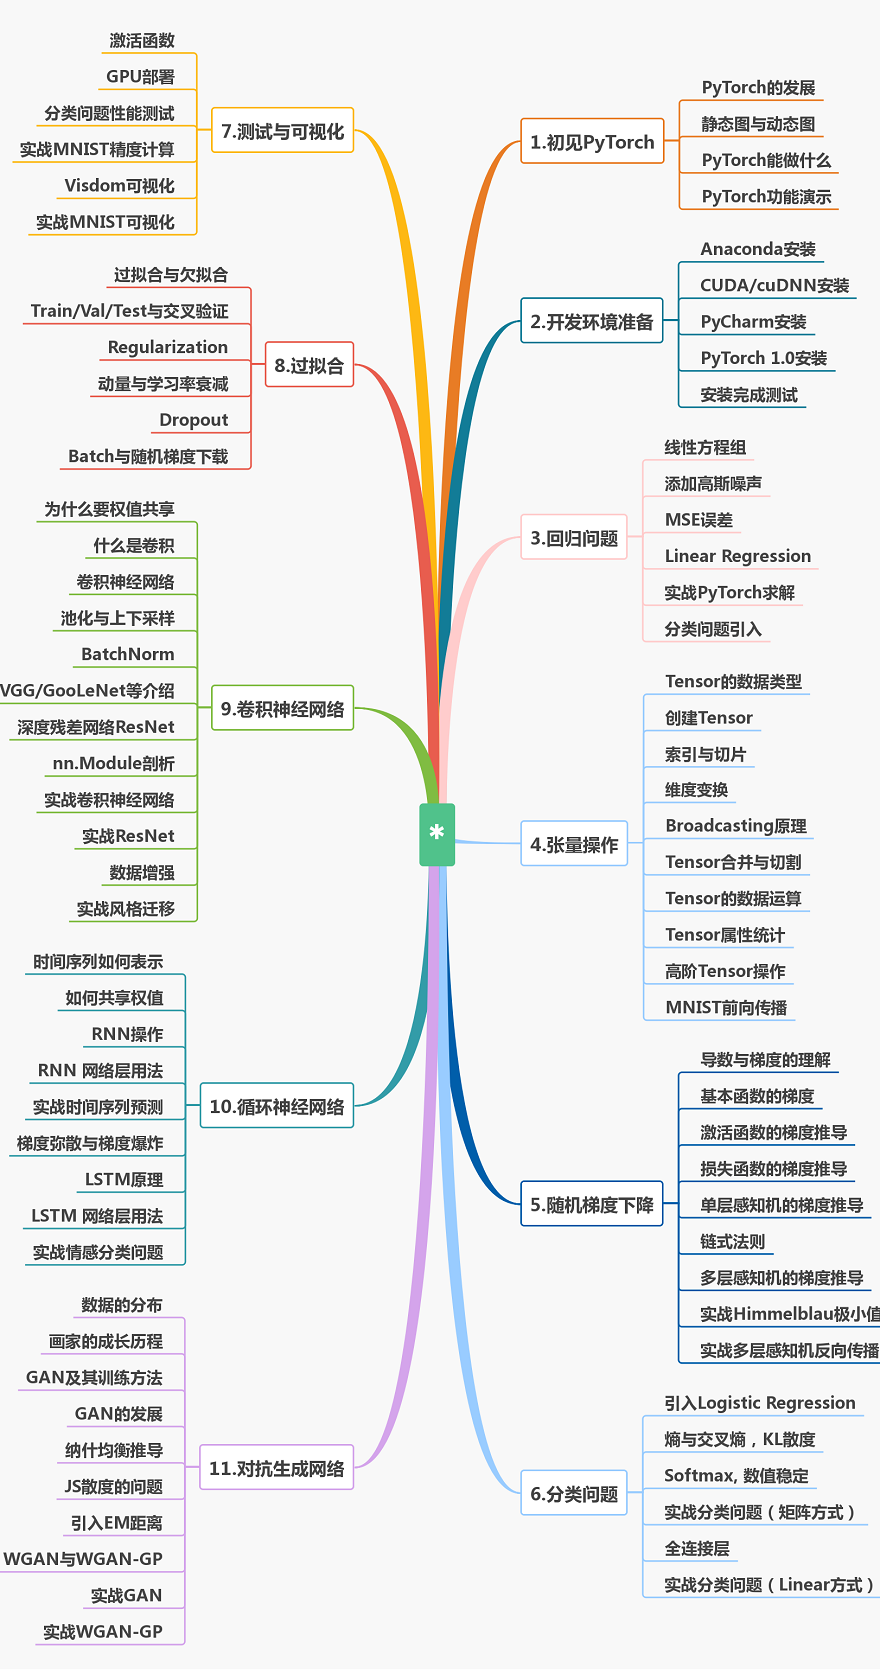 1.初见PyTorch
PyTorch的发展
静态图与动态图
PyTorch能做什么
PyTorch功能演示
2.开发环境准备
Anaconda安装
CUDA/cuDNN安装
PyCharm安装
PyTorch 1.0安装
安装完成测试
3.回归问题
线性方程组
添加高斯噪声
MSE误差
Linear Regression
实战PyTorch求解
分类问题引入
4.张量操作
Tensor的数据类型
创建Tensor
索引与切片
维度变换
Broadcasting原理
Tensor合并与切割
Tensor的数据运算
Tensor属性统计
高阶Tensor操作
MNIST前向传播
5.随机梯度下降
导数与梯度的理解
基本函数的梯度
激活函数的梯度推导
损失函数的梯度推导
单层感知机的梯度推导
链式法则
多层感知机的梯度推导
实战Himmelblau极小值
实战多层感知机反向传播
6.分类问题
引入Logistic Regression
熵与交叉熵，KL散度
Softmax, 数值稳定
实战分类问题（矩阵方式）
全连接层
实战分类问题（Linear方式）
7.测试与可视化
激活函数
GPU部署
分类问题性能测试
实战MNIST精度计算
Visdom可视化
实战MNIST可视化
8.过拟合
过拟合与欠拟合
Train/Val/Test与交叉验证
Regularization
动量与学习率衰减
Dropout
Batch与随机梯度下载
9.卷积神经网络
为什么要权值共享
什么是卷积
卷积神经网络
池化与上下采样
BatchNorm
VGG/GooLeNet等介绍
深度残差网络ResNet
nn.Module剖析
实战卷积神经网络
实战ResNet
数据增强
实战风格迁移
*
10.循环神经网络
时间序列如何表示
如何共享权值
RNN操作
RNN 网络层用法
实战时间序列预测
梯度弥散与梯度爆炸
LSTM原理
LSTM 网络层用法
实战情感分类问题
11.对抗生成网络
数据的分布
画家的成长历程
GAN及其训练方法
GAN的发展
纳什均衡推导
JS散度的问题
引入EM距离
WGAN与WGAN-GP
实战GAN
实战WGAN-GP